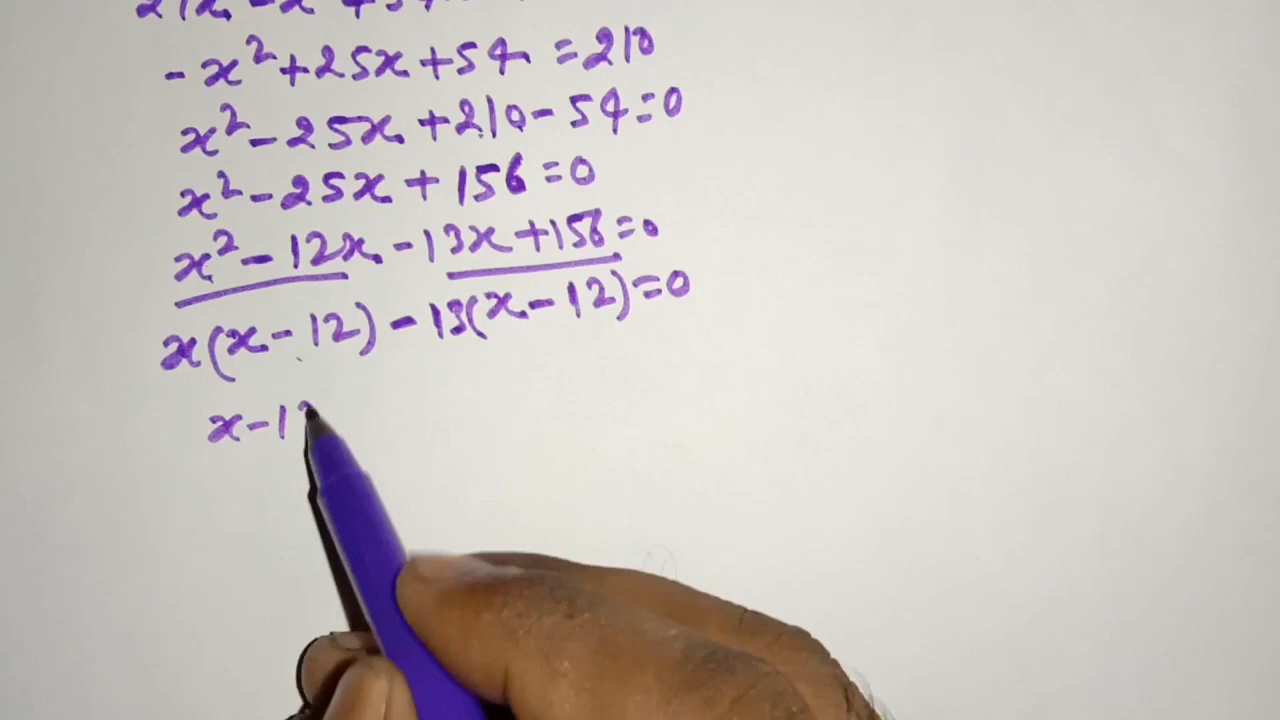 -x²+25x+54 =210
x²-25x+210-54=0
x²-25x+156=0
x²-12x-13x+156=0
x(x-12)-13(x-12)=0
x-1